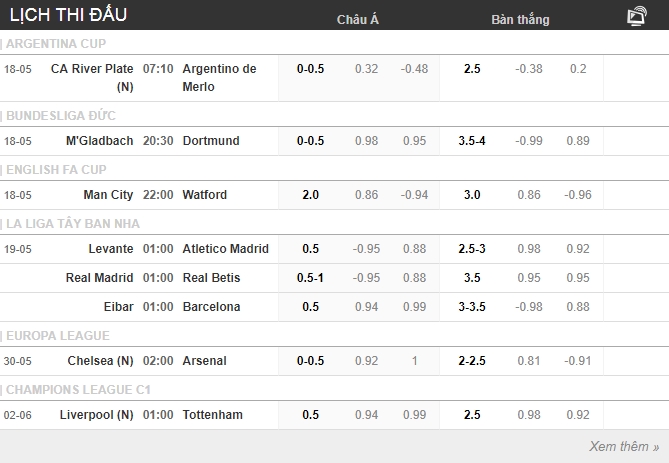 LỊCH THI ĐẤU Châu Á Bàn thắng
ARGENTINA CUP
18-05 CA River Plate (N) 07:10 Argentino de Merlo 0-0.5 0.32 -0.48 2.5 -0.38 0.2
BUNDESLIGA ĐỨC
18-05 M'Gladbach 20:30 Dortmund 0-0.5 0.98 0.95 3.5-4 -0.99 0.89
ENGLISH FA CUP
18-05 Man City 22:00 Watford 2.0 0.86 -0.94 3.0 0.86 -0.96
LA LIGA TÂY BAN NHA
19-05 Levante 01:00 Atletico Madrid 0.5 -0.95 0.88 2.5-3 0.98 0.92
Real Madrid 01:00 Real Betis 0.5-1 -0.95 0.88 3.5 0.95 0.95
Eibar 01:00 Barcelona 0.5 0.94 0.99 3-3.5 -0.98 0.88
EUROPA LEAGUE
30-05 Chelsea (N) 02:00 Arsenal 0-0.5 0.92 1 2-2.5 0.81 -0.91
CHAMPIONS LEAGUE C1
02-06 Liverpool (N) 01:00 Tottenham 0.5 0.94 0.99 2.5 0.98 0.92
Xem thêm »